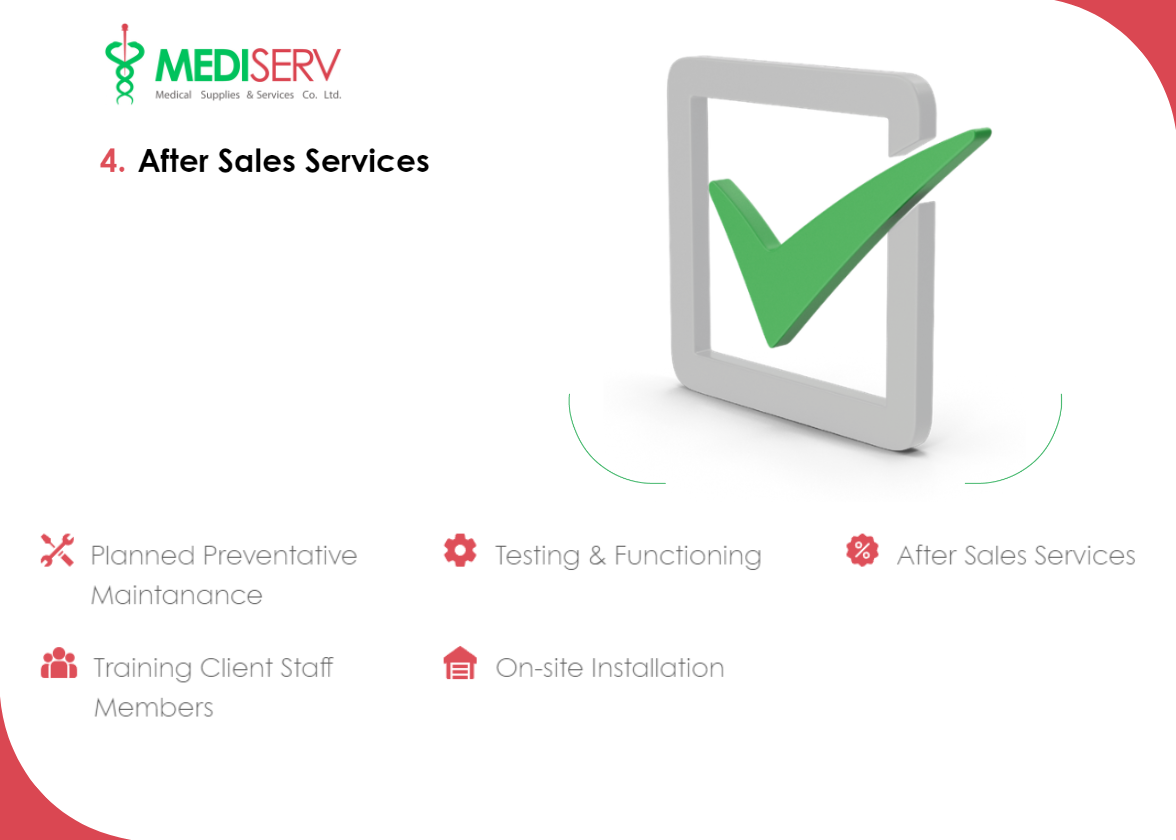 MEDISERV
Medical Supplies & Services Co. Ltd.
4. After Sales Services
Planned Preventative
Maintanance
Testing & Functioning
After Sales Services
Training Client Staff
Members
On-site Installation